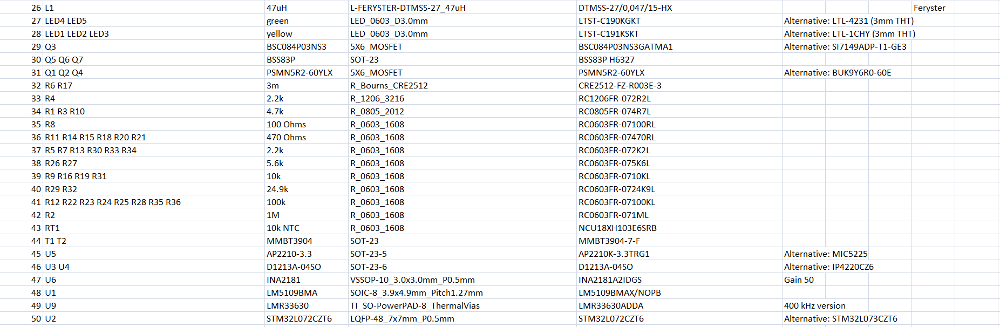 26 L1 47uH L-FERYSTER-DTMSS-27_47uH DTMSS-27/0,047/15-HX Feryster
27 LED4 LED5 green LED_0603_D3.0mm LTST-C190KGKT Alternative: LTL-4231 (3mm THT)
28 LED1 LED2 LED3 yellow LED_0603_D3.0mm LTST-C191KSKT Alternative: LTL-1CHY (3mm THT)
29 Q3 BSC084P03NS3 5X6_MOSFET BSC084P03NS3GATMA1 Alternative: SI7149ADP-T1-GE3
30 Q5 Q6 Q7 BSS83P SOT-23 BSS83P H6327
31 Q1 Q2 Q4 PSMN5R2-60YLX 5X6_MOSFET PSMN5R2-60YLX Alternative: BUK9Y6R0-60E
32 R6 R17 3m R_Bourns_CRE2512 CRE2512-FZ-R003E-3
33 R4 2.2k R_1206_3216 RC1206FR-072R2L
34 R1 R3 R10 4.7k R_0805_2012 RC0805FR-074R7L
35 R8 100 Ohms R_0603_1608 RC0603FR-07100RL
36 R11 R14 R15 R18 R20 R21 470 Ohms R_0603_1608 RC0603FR-07470RL
37 R5 R7 R13 R30 R33 R34 2.2k R_0603_1608 RC0603FR-072K2L
38 R26 R27 5.6k R_0603_1608 RC0603FR-075K6L
39 R9 R16 R19 R31 10k R_0603_1608 RC0603FR-0710KL
40 R29 R32 24.9k R_0603_1608 RC0603FR-0724K9L
41 R12 R22 R23 R24 R25 R28 R35 R36 100k R_0603_1608 RC0603FR-07100KL
42 R2 1M R_0603_1608 RC0603FR-071ML
43 RT1 10k NTC R_0603_1608 NCU18XH103E6SRB
44 T1 T2 MMBT3904 SOT-23 MMBT3904-7-F
45 U5 AP2210-3.3 SOT-23-5 AP2210K-3.3TRG1 Alternative: MIC5225
46 U3 U4 D1213A-04SO SOT-23-6 D1213A-04SO Alternative: IP4220CZ6
47 U6 INA2181 VSSOP-10_3.0x3.0mm_P0.5mm INA2181A2IDGS Gain 50
48 U1 LM5109BMA SOIC-8_3.9x4.9mm_Pitch1.27mm LM5109BMAX/NOPB
49 U9 LMR33630 TI_SO-PowerPAD-8_ThermalVias LMR33630ADDA 400 kHz version
50 U2 STM32L072CZT6 LQFP-48_7x7mm_P0.5mm STM32L072CZT6 Alternative: STM32L073CZT6